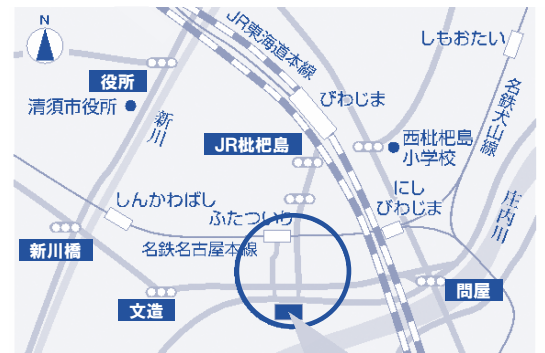 N
JR東海道本線
しもおたい
役所
清須市役所
新川
びわじま
名鉄犬山線
JR枇杷島
西枇杷島
小学校
しんかわばし
ふたついり
にし
びわじま
庄内川
新川橋
名鉄名古屋本線
文造
問屋